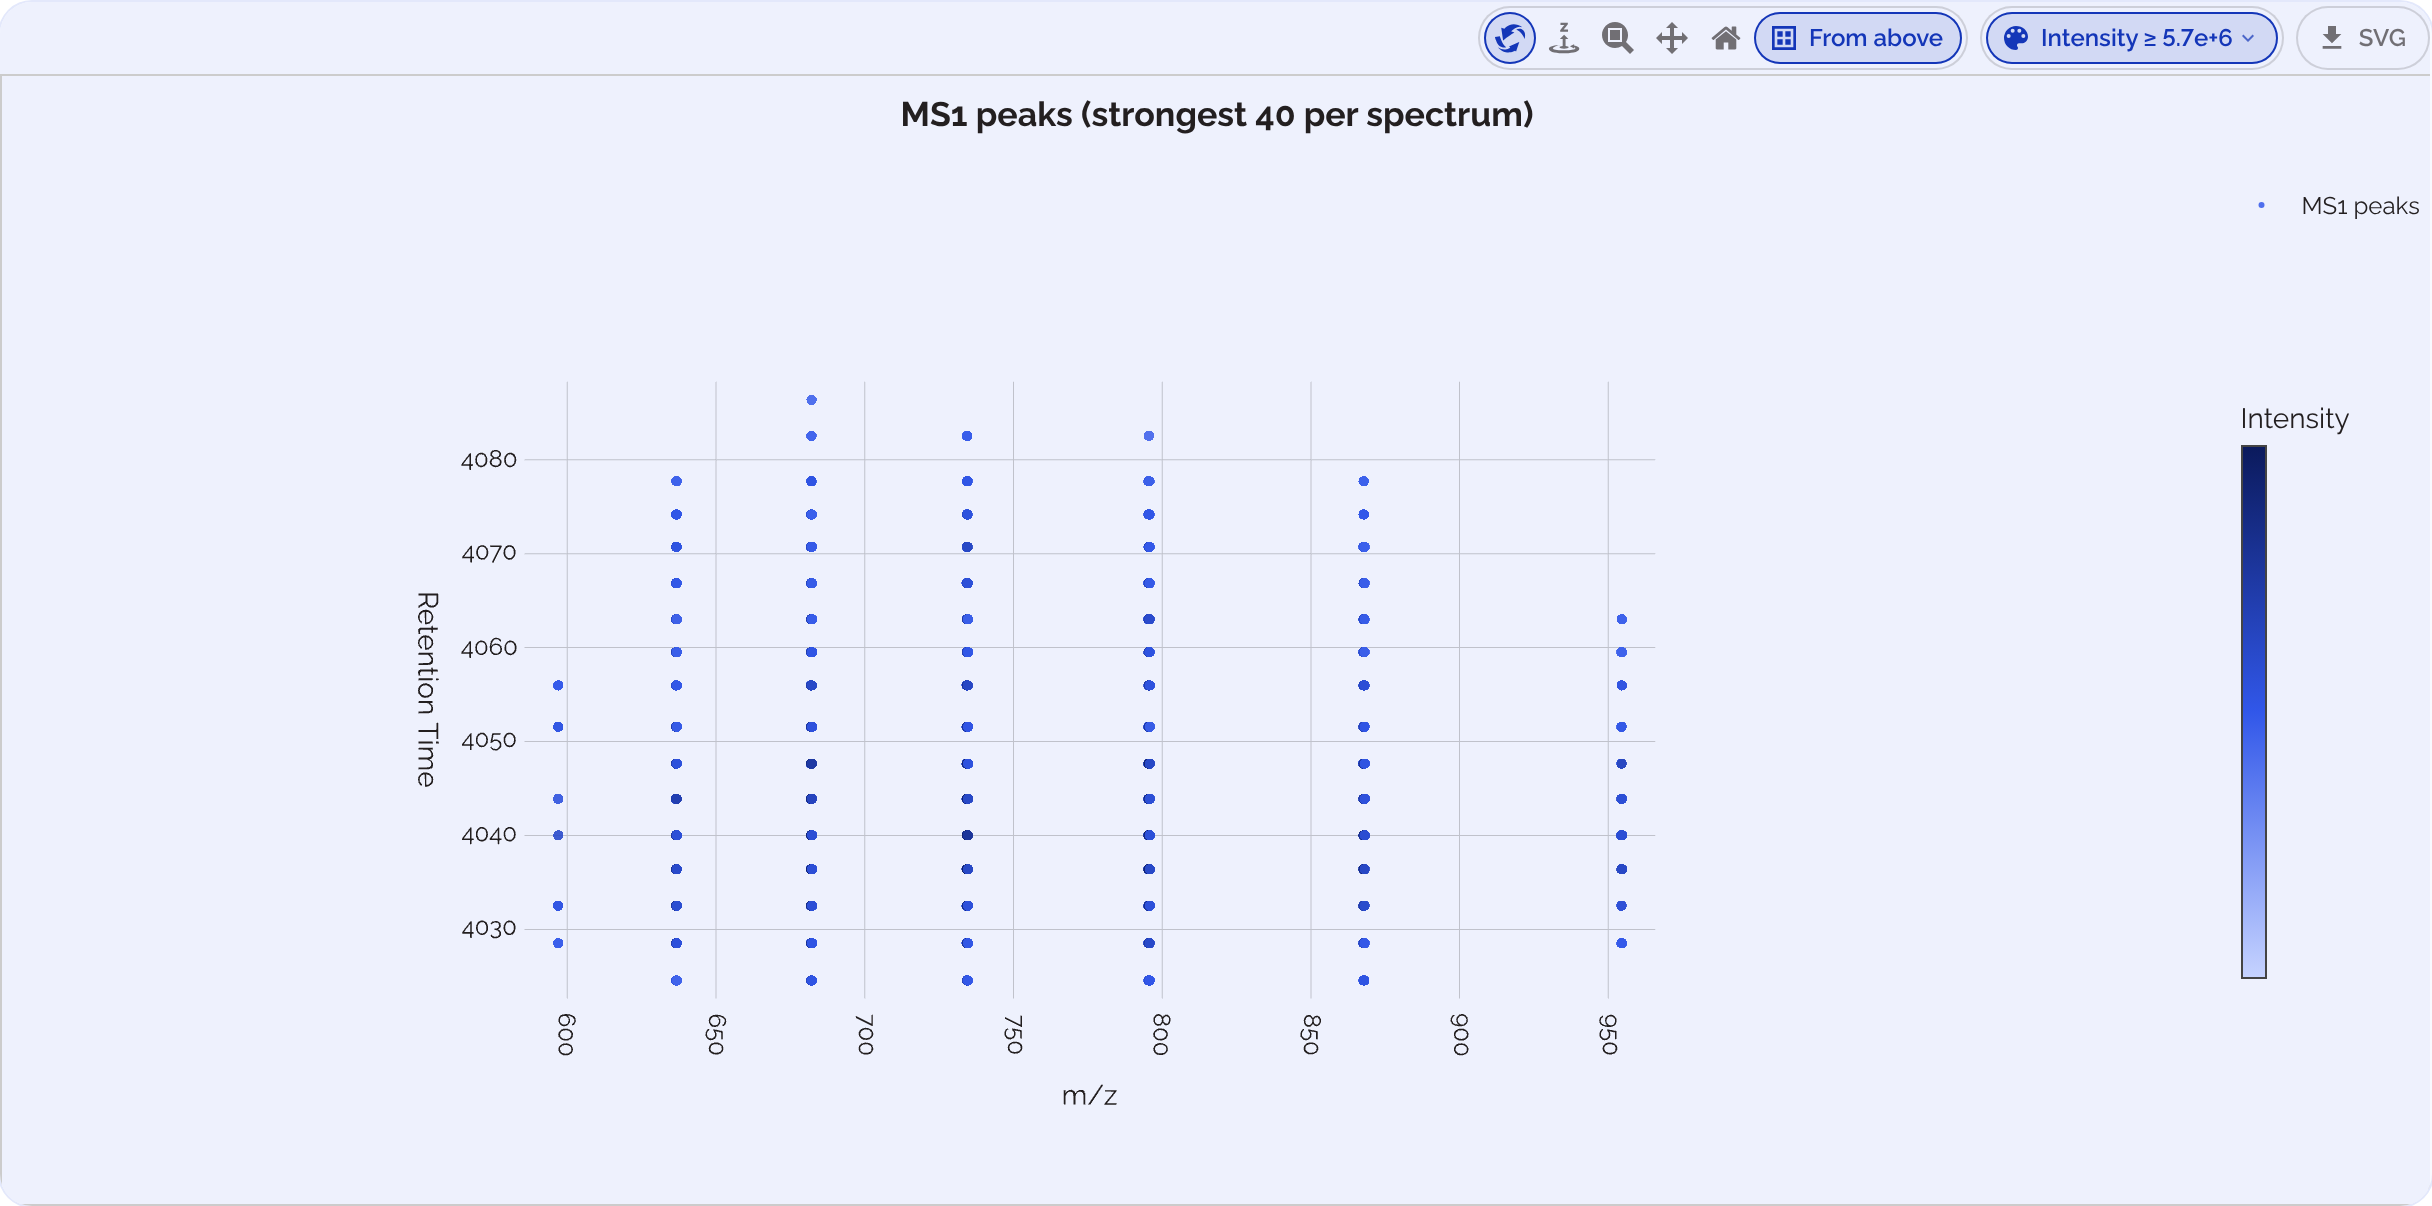 Z
From above
Intensity ≥ 5.7e+6
SVG
MS1 peaks (strongest 40 per spectrum)
MS1 peaks
Intensity
Retention Time
4080
4070
4060
4050
4040
4030
600
650
700
750
800
850
900
950
m/z